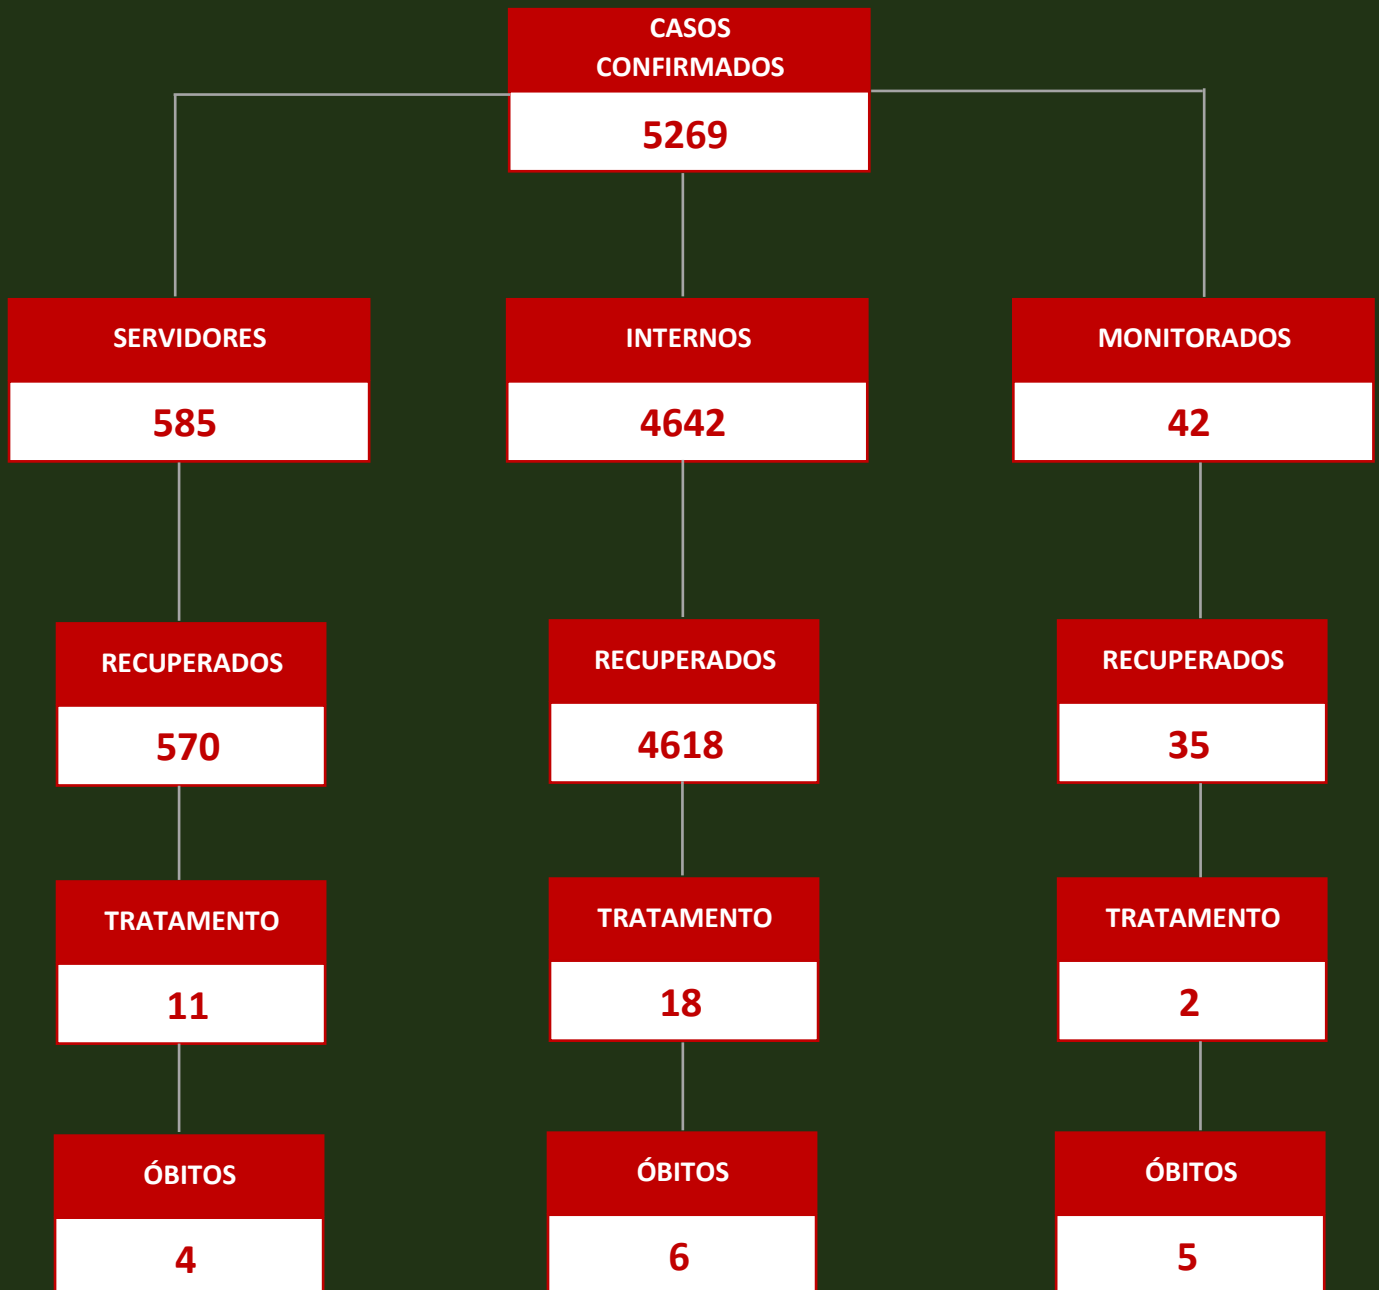 CASOS
CONFIRMADOS
5269
SERVIDORES
INTERNOS
MONITORADOS
585
4642
42
RECUPERADOS
RECUPERADOS
RECUPERADOS
570
4618
35
TRATAMENTO
TRATAMENTO
TRATAMENTO
11
18
2
ÓBITOS
ÓBITOS
ÓBITOS
4
6
5